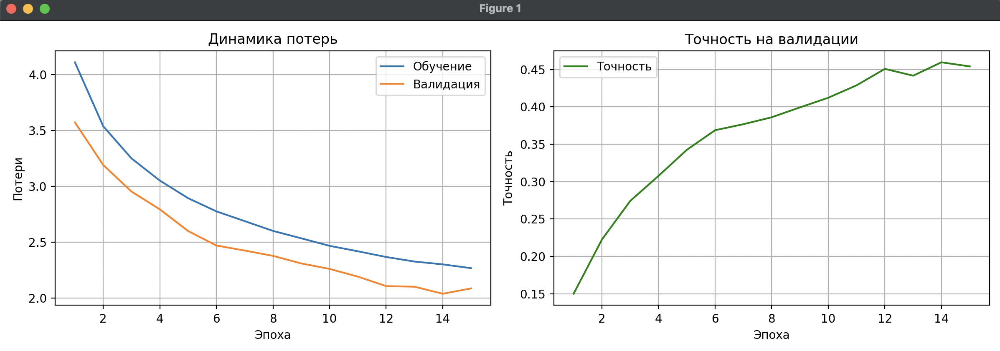 Figure 1
Динамика потерь
Обучение
Валидация
4.0
3.5
3.0
2.5
2.0
Потери
2 4 6 8 10 12 14
Эпоха
Точность на валидации
Точность
0.45
0.40
0.35
0.30
0.25
0.20
0.15
Точность
2 4 6 8 10 12 14
Эпоха